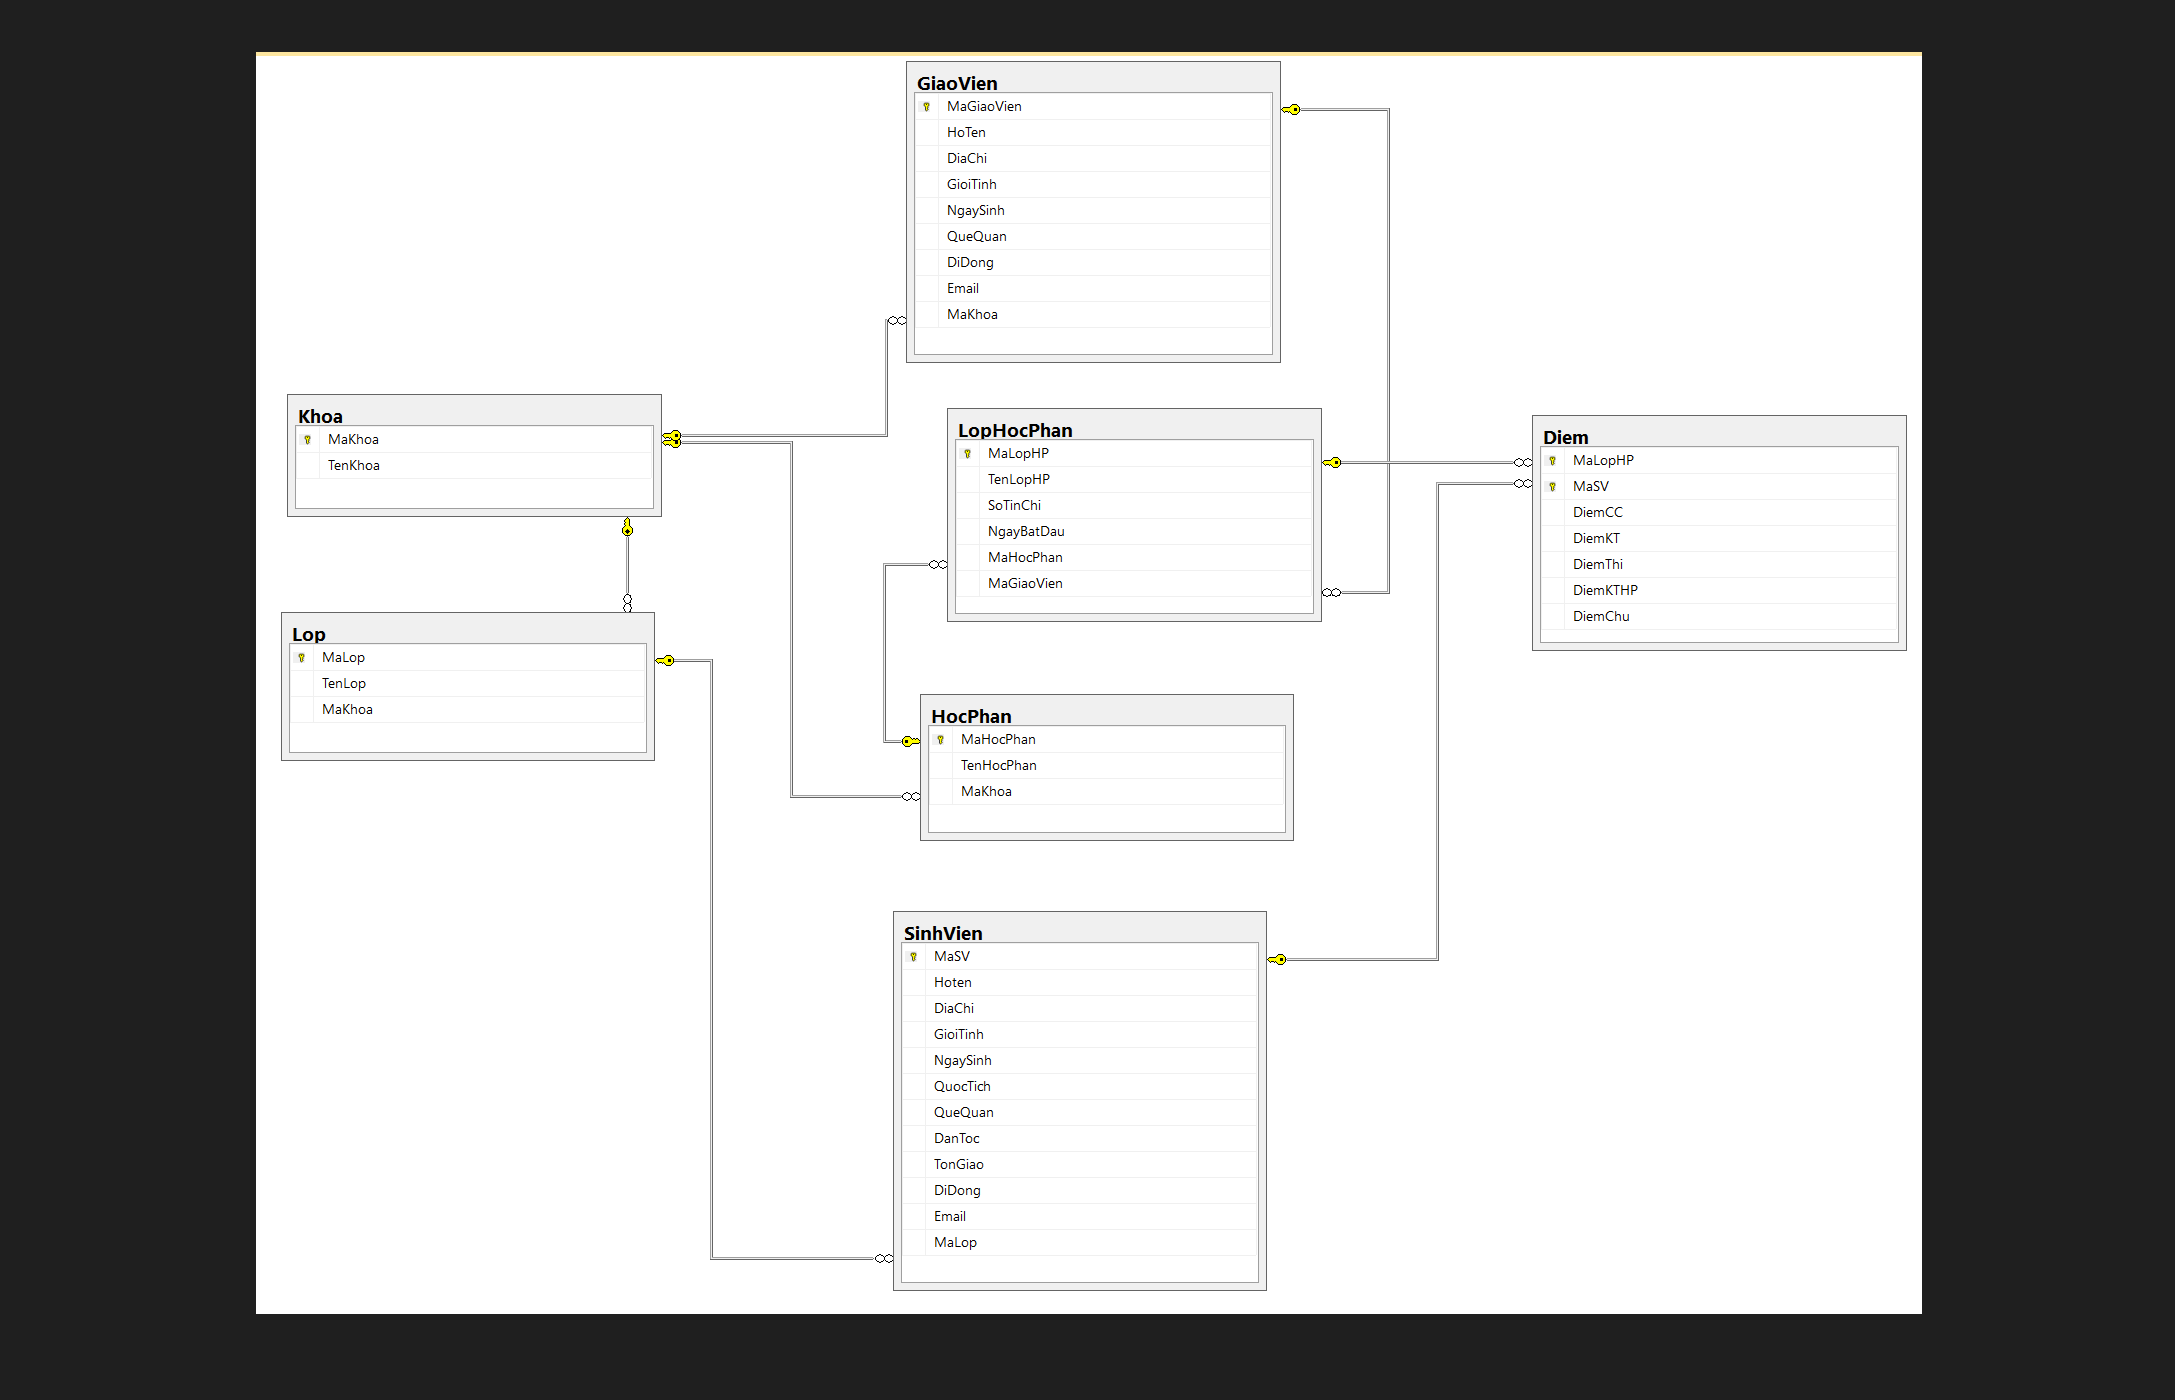 GiaoVien
MaGiaoVien
HoTen
DiaChi
GioiTinh
NgaySinh
QueQuan
DiDong
Email
MaKhoa
Khoa
MaKhoa
TenKhoa
LopHocPhan
MaLopHP
TenLopHP
SoTinChi
NgayBatDau
MaHocPhan
MaGiaoVien
Diem
MaLopHP
MaSV
DiemCC
DiemKT
DiemThi
DiemKTHP
DiemChu
Lop
MaLop
TenLop
MaKhoa
HocPhan
MaHocPhan
TenHocPhan
MaKhoa
SinhVien
MaSV
Hoten
DiaChi
GioiTinh
NgaySinh
QuocTich
QueQuan
DanToc
TonGiao
DiDong
Email
MaLop